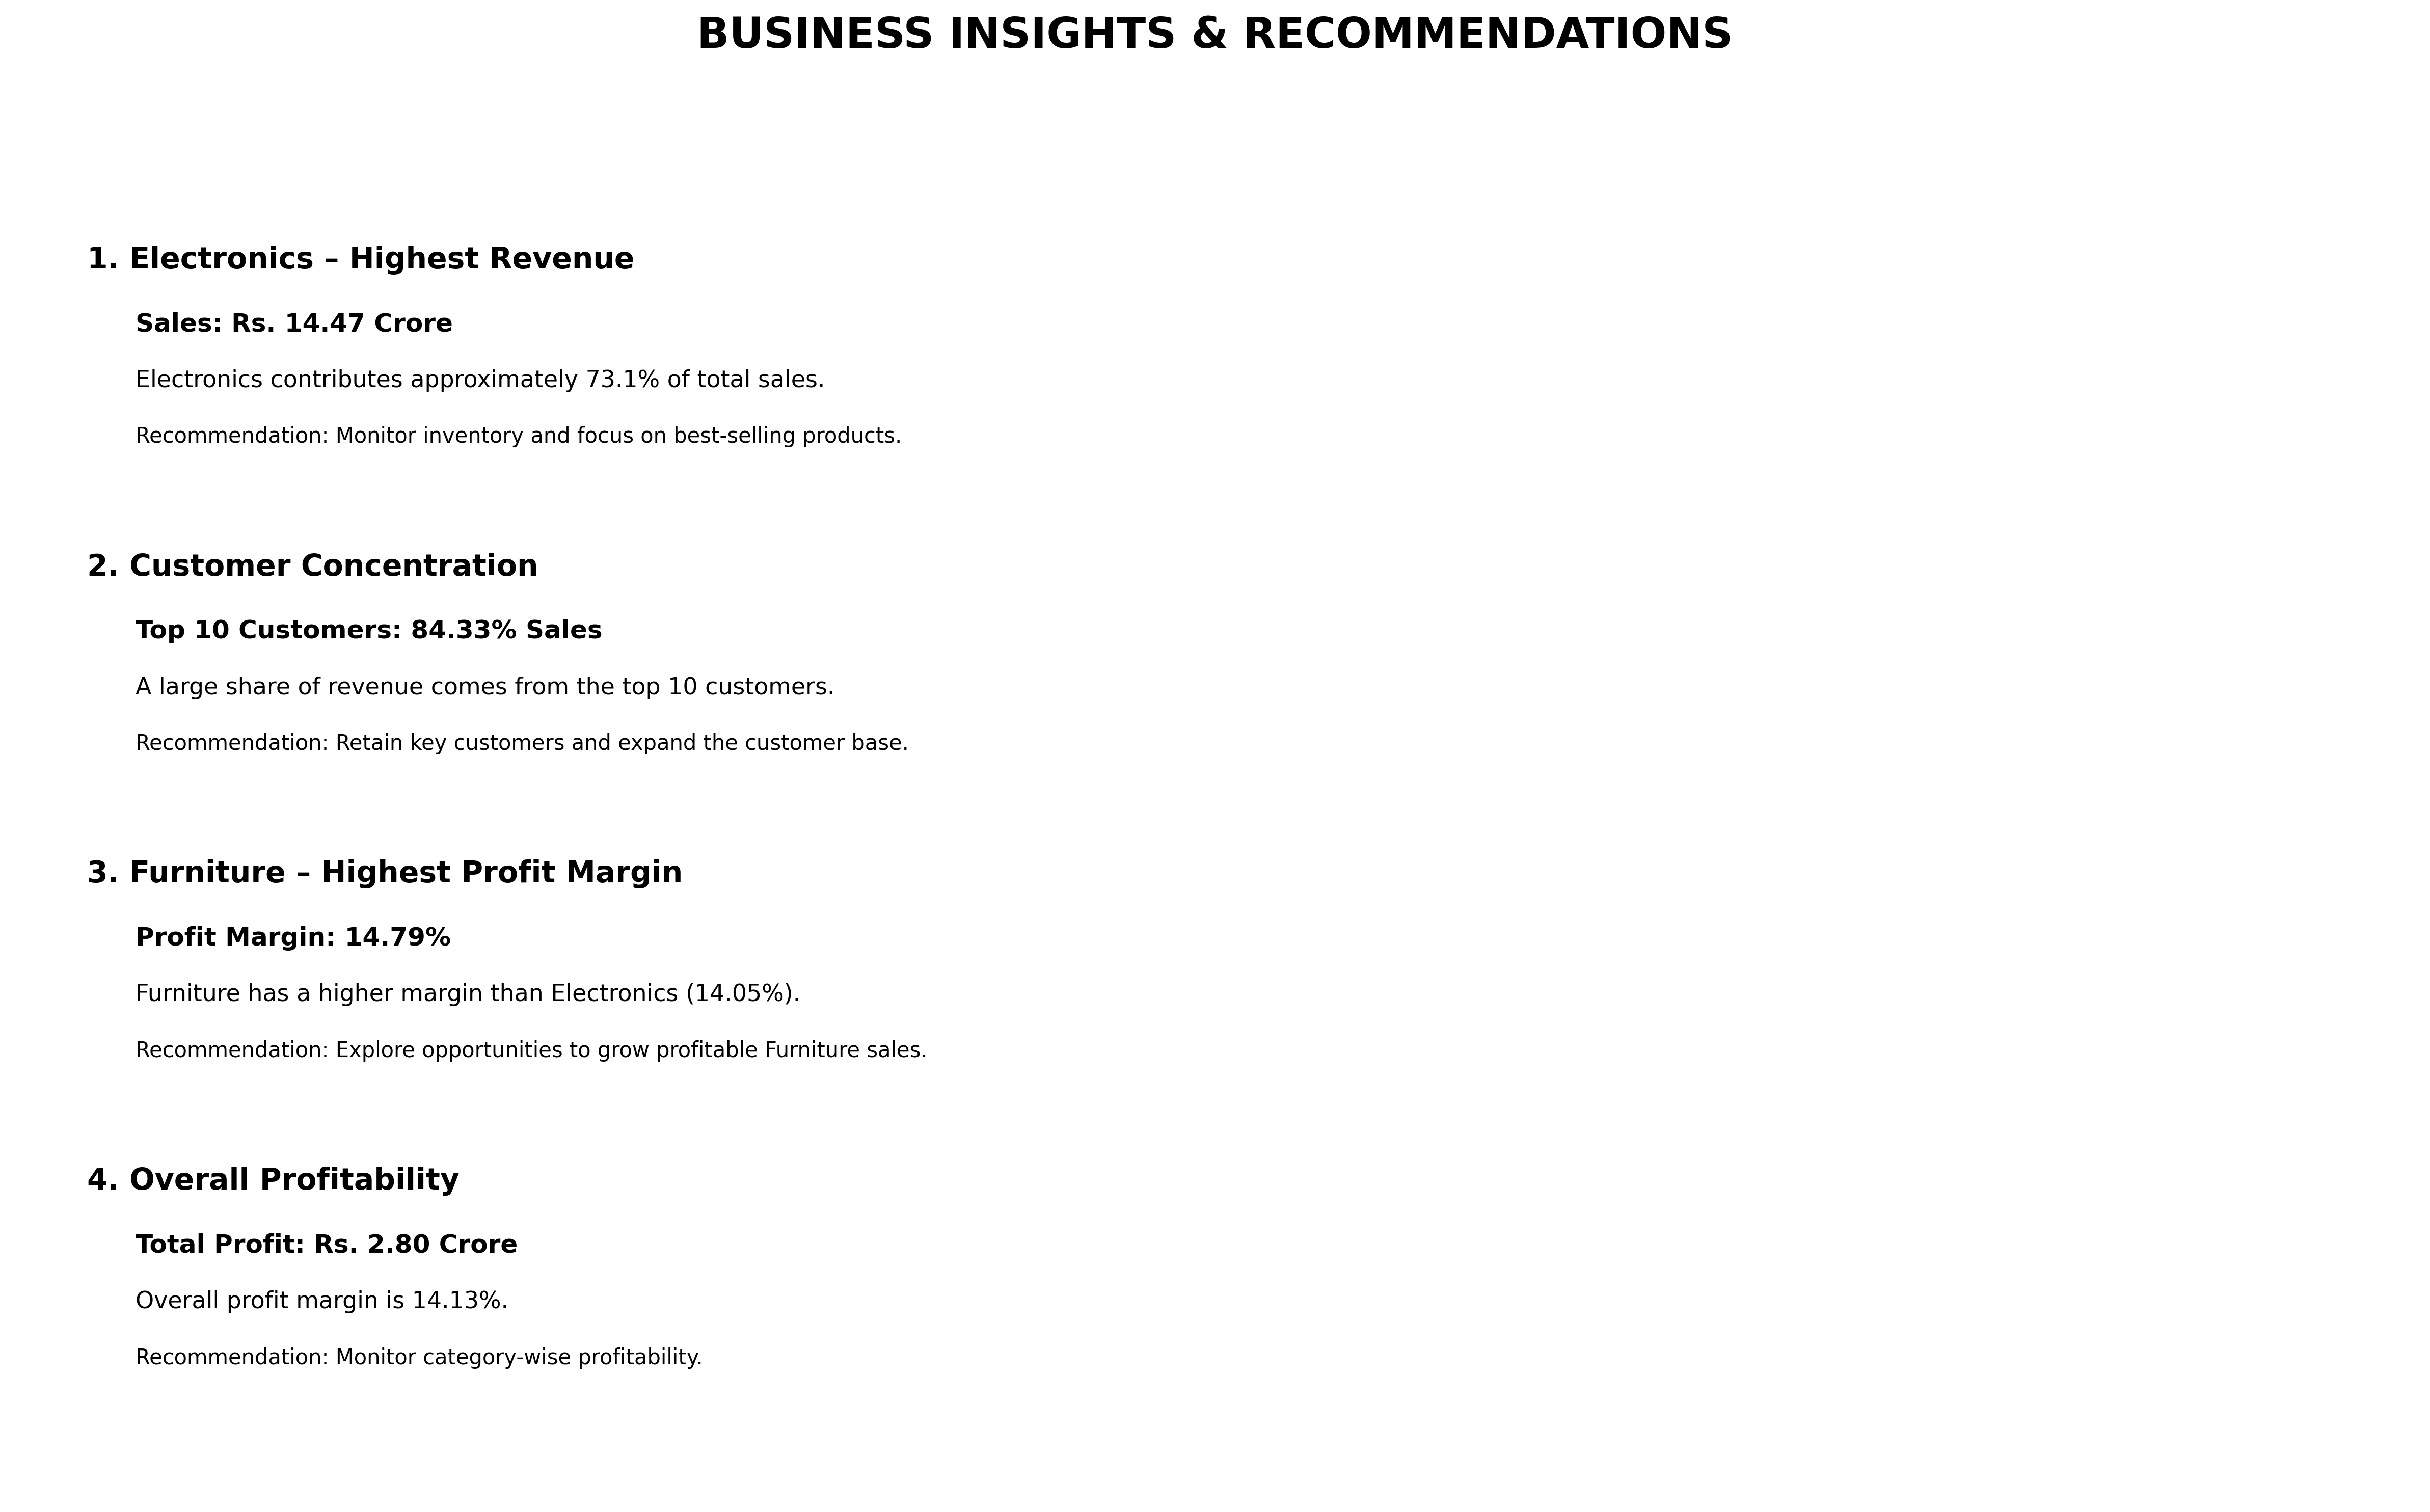 BUSINESS INSIGHTS & RECOMMENDATIONS
1. Electronics – Highest Revenue
Sales: Rs. 14.47 Crore
Electronics contributes approximately 73.1% of total sales.
Recommendation: Monitor inventory and focus on best-selling products.
2. Customer Concentration
Top 10 Customers: 84.33% Sales
A large share of revenue comes from the top 10 customers.
Recommendation: Retain key customers and expand the customer base.
3. Furniture – Highest Profit Margin
Profit Margin: 14.79%
Furniture has a higher margin than Electronics (14.05%).
Recommendation: Explore opportunities to grow profitable Furniture sales.
4. Overall Profitability
Total Profit: Rs. 2.80 Crore
Overall profit margin is 14.13%.
Recommendation: Monitor category-wise profitability.